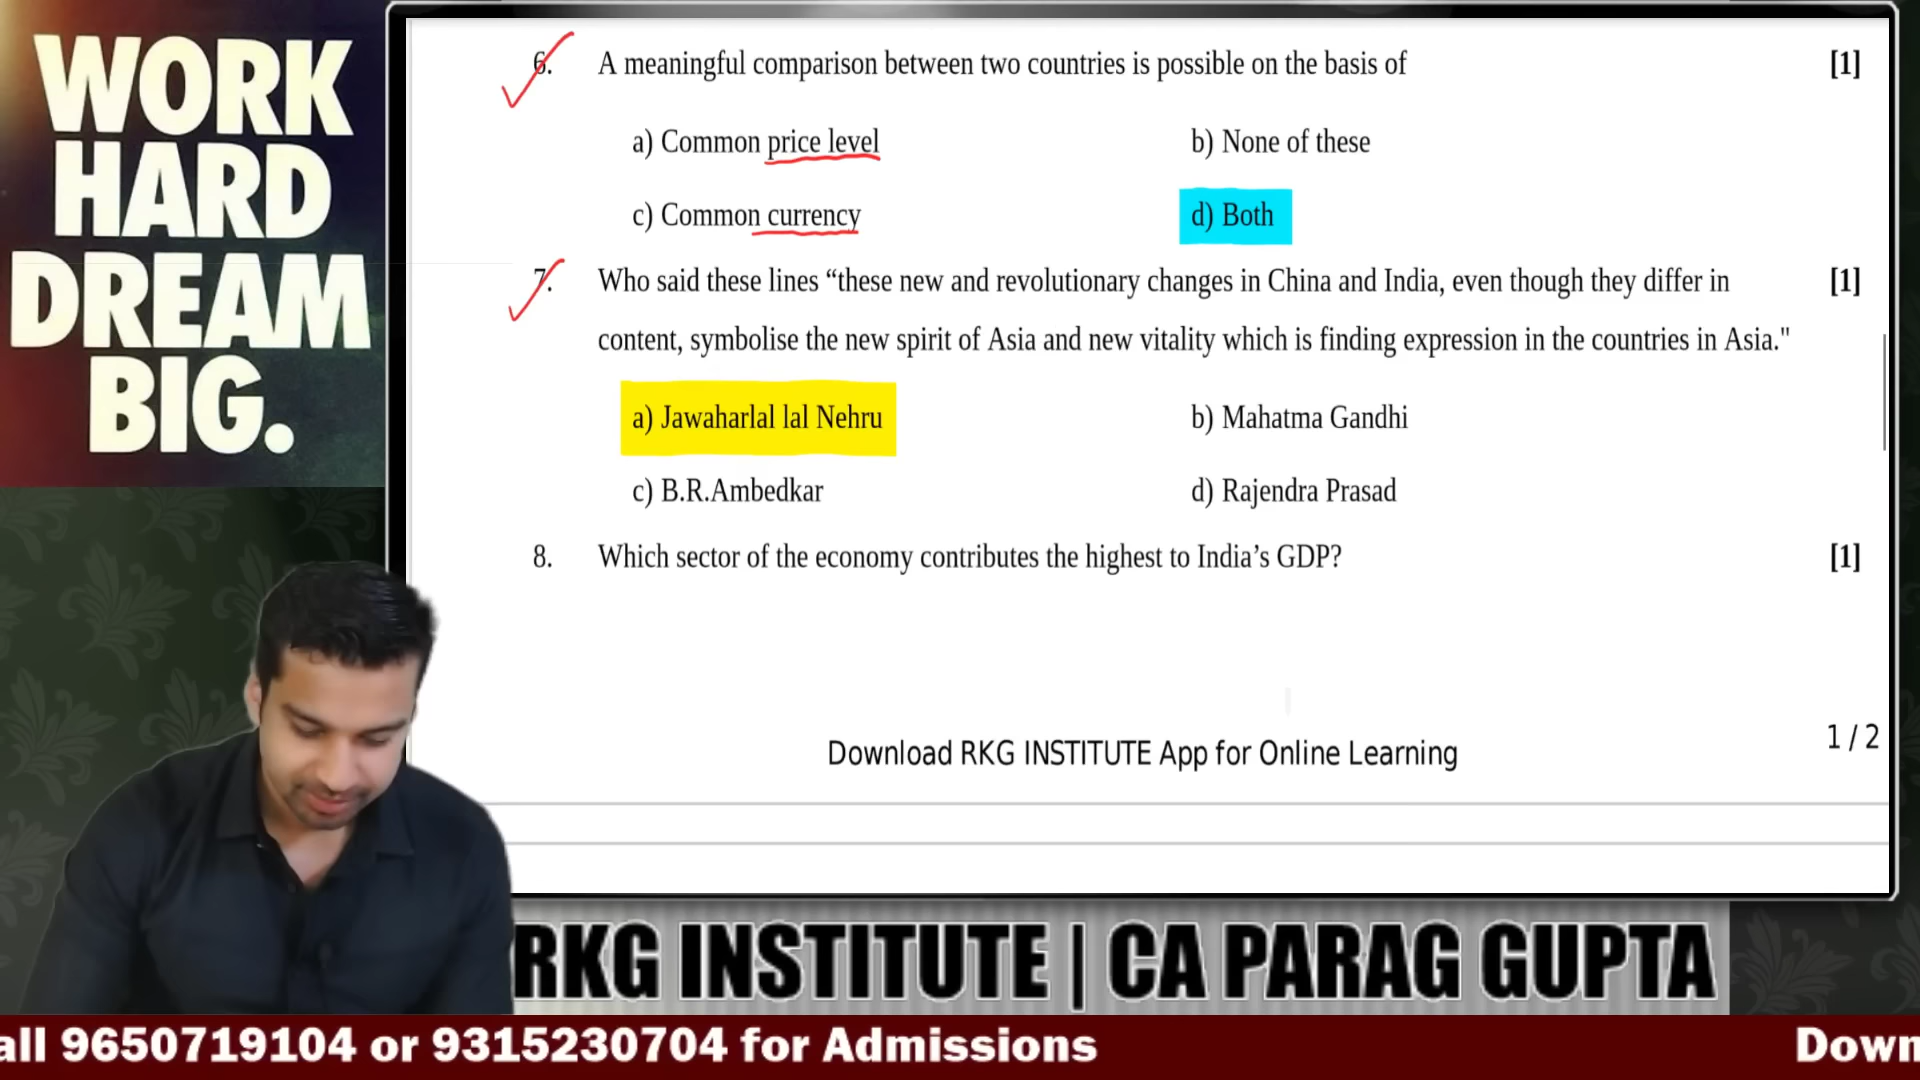 WORK
HARD
DREAM
BIG.
6. A meaningful comparison between two countries is possible on the basis of [1]
a) Common price level b) None of these
c) Common currency d) Both
7. Who said these lines “these new and revolutionary changes in China and India, even though they differ in [1]
content, symbolise the new spirit of Asia and new vitality which is finding expression in the countries in Asia."
a) Jawaharlal lal Nehru b) Mahatma Gandhi
c) B.R.Ambedkar d) Rajendra Prasad
8. Which sector of the economy contributes the highest to India’s GDP? [1]
1 / 2
Download RKG INSTITUTE App for Online Learning
RKG INSTITUTE | CA PARAG GUPTA
all 9650719104 or 9315230704 for Admissions Down